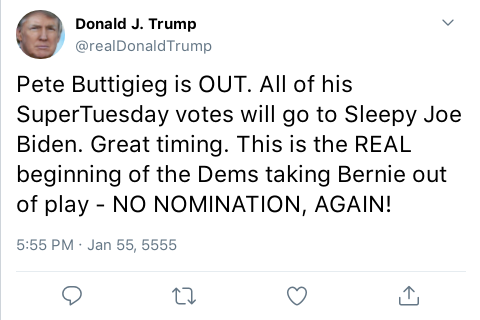 Donald J. Trump
@realDonaldTrump
Pete Buttigieg is OUT. All of his
SuperTuesday votes will go to Sleepy Joe
Biden. Great timing. This is the REAL
beginning of the Dems taking Bernie out
of play - NO NOMINATION, AGAIN!
5:55 PM · Jan 55, 5555